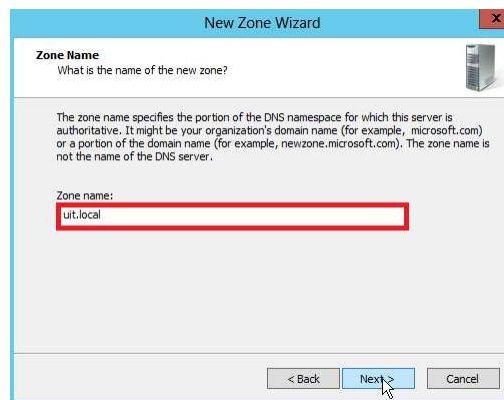 New Zone Wizard
x
Zone Name
What is the name of the new zone?
The zone name specifies the portion of the DNS namespace for which this server is
authoritative. It might be your organization's domain name (for example, microsoft.com)
or a portion of the domain name (for example, newzone.microsoft.com). The zone name is
not the name of the DNS server.
Zone name:
uit.local
< Back Next > Cancel